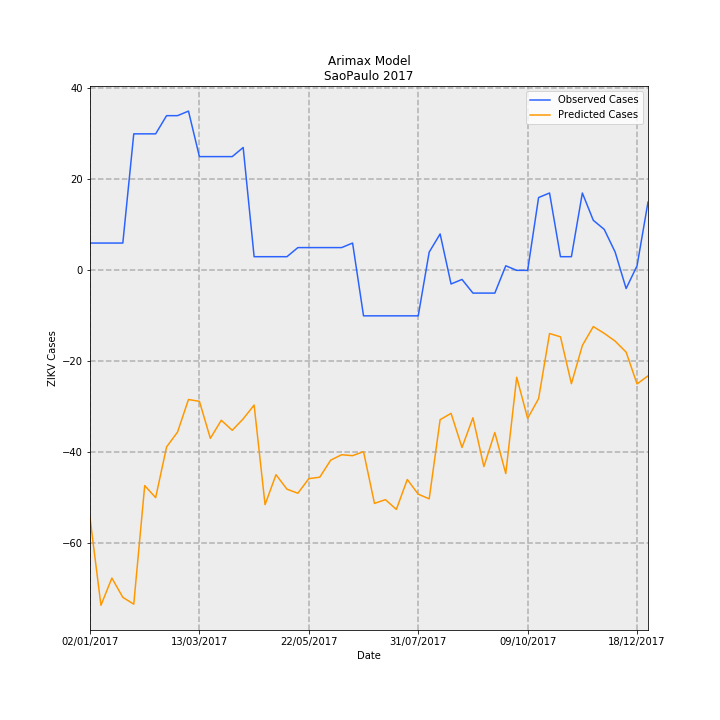 Arimax Model
SaoPaulo 2017
Observed Cases
Predicted Cases
40
20
0
−20
−40
−60
ZIKV Cases
02/01/2017
13/03/2017
22/05/2017
31/07/2017
09/10/2017
18/12/2017
Date